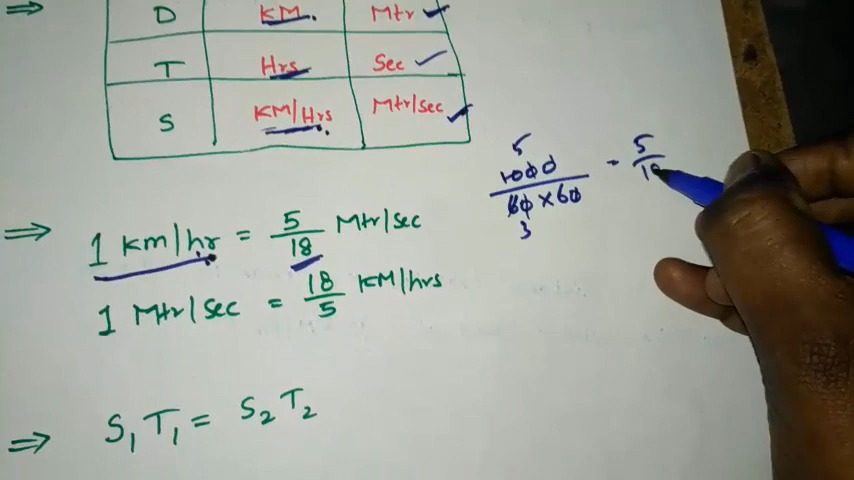 ⇒ D KM. Mtr ✓
T Hrs Sec ✓
S KM/Hrs. Mtr/sec ✓
5
1000
60 × 60
3
- 5/18
⇒ 1 km/hr = 5/18 Mtr/sec
1 Mtr/sec = 18/5 KM/hrs
⇒ S₁T₁ = S₂T₂